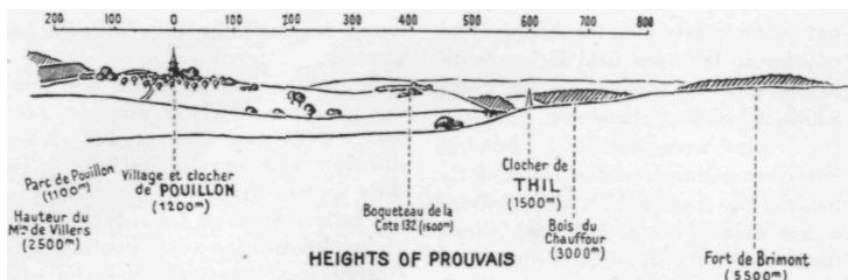 200 100 0 100 200 300 400 500 600 700 800
Parc de Pouillon
(1100m)
Hauteur du
Min de Villers
(2500m)
Village et clocher
de POUILLON
(1200m)
Boqueteau de la
Cote 132 (1600m)
Clocher de
THIL
(1500m)
Bois du
Chauffour
(3000m)
Fort de Brimont
(5500m)
HEIGHTS OF PROUVAIS